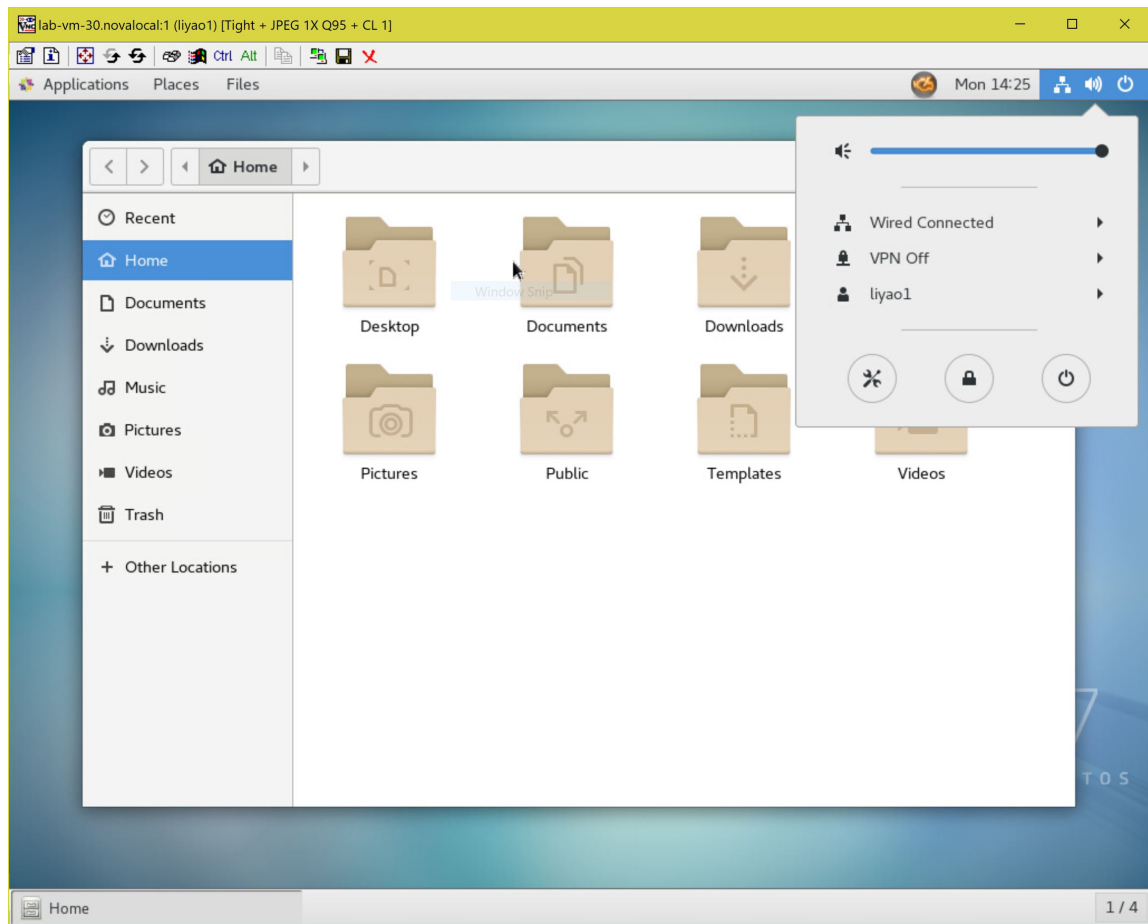 lab-vm-30.novalocal:1 (liyao1) [Tight + JPEG 1X Q95 + CL 1]
Ctrl Alt
Applications Places Files Mon 14:25
Home
Recent
Home
Documents
Downloads
Music
Pictures
Videos
Trash
+ Other Locations
Window Snip
Desktop Documents Downloads
Pictures Public Templates Videos
Wired Connected
VPN Off
liyao1
7
TOS
Home 1 / 4